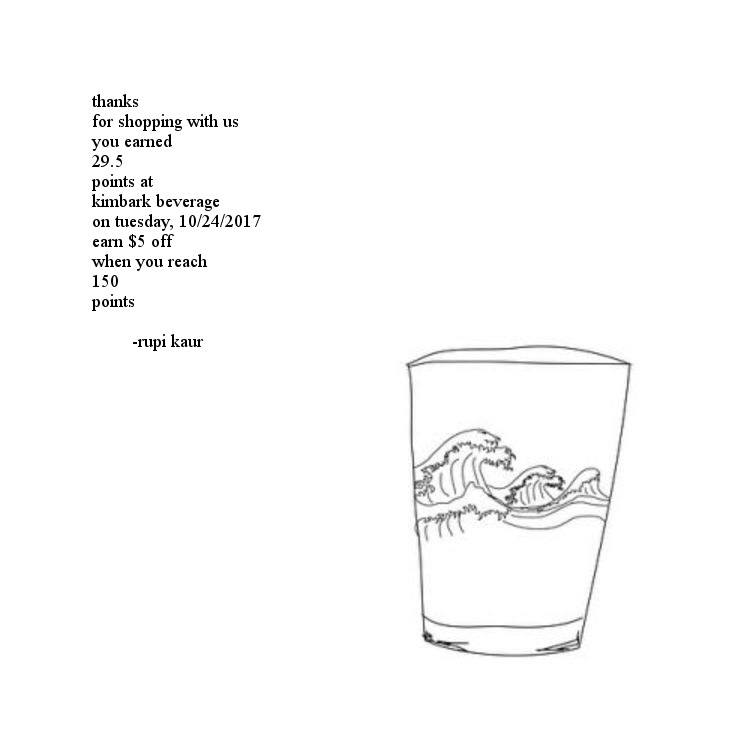 thanks
for shopping with us
you earned
29.5
points at
kimbark beverage
on tuesday, 10/24/2017
earn $5 off
when you reach
150
points
-rupi kaur